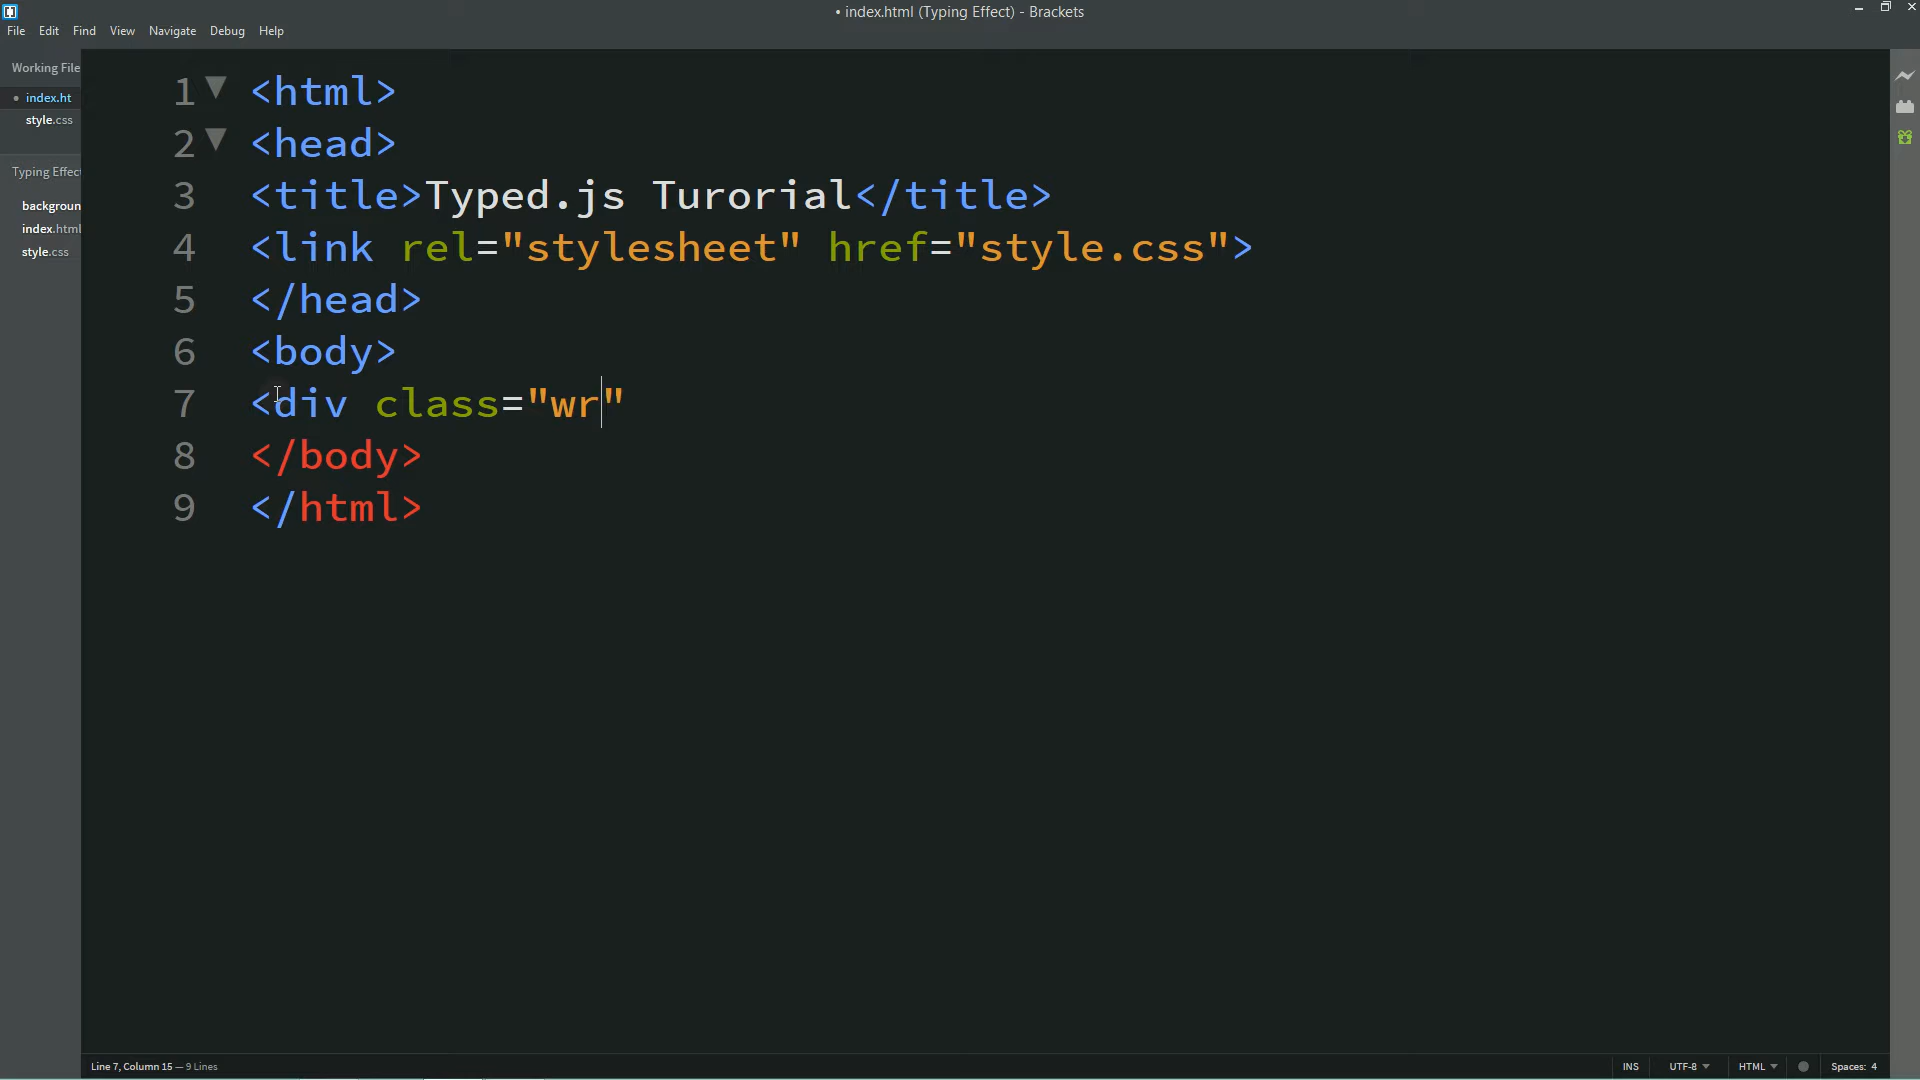 • index.html (Typing Effect) - Brackets
File Edit Find View Navigate Debug Help
Working File
• index.ht
style.css
Typing Effec
backgroun
index.html
style.css
1 <html>
2 <head>
3 <title>Typed.js Turorial</title>
4 <link rel="stylesheet" href="style.css">
5 </head>
6 <body>
7 <div class="wr"
8 </body>
9 </html>
Line 7, Column 15 — 9 Lines
INS UTF-8 HTML Spaces: 4